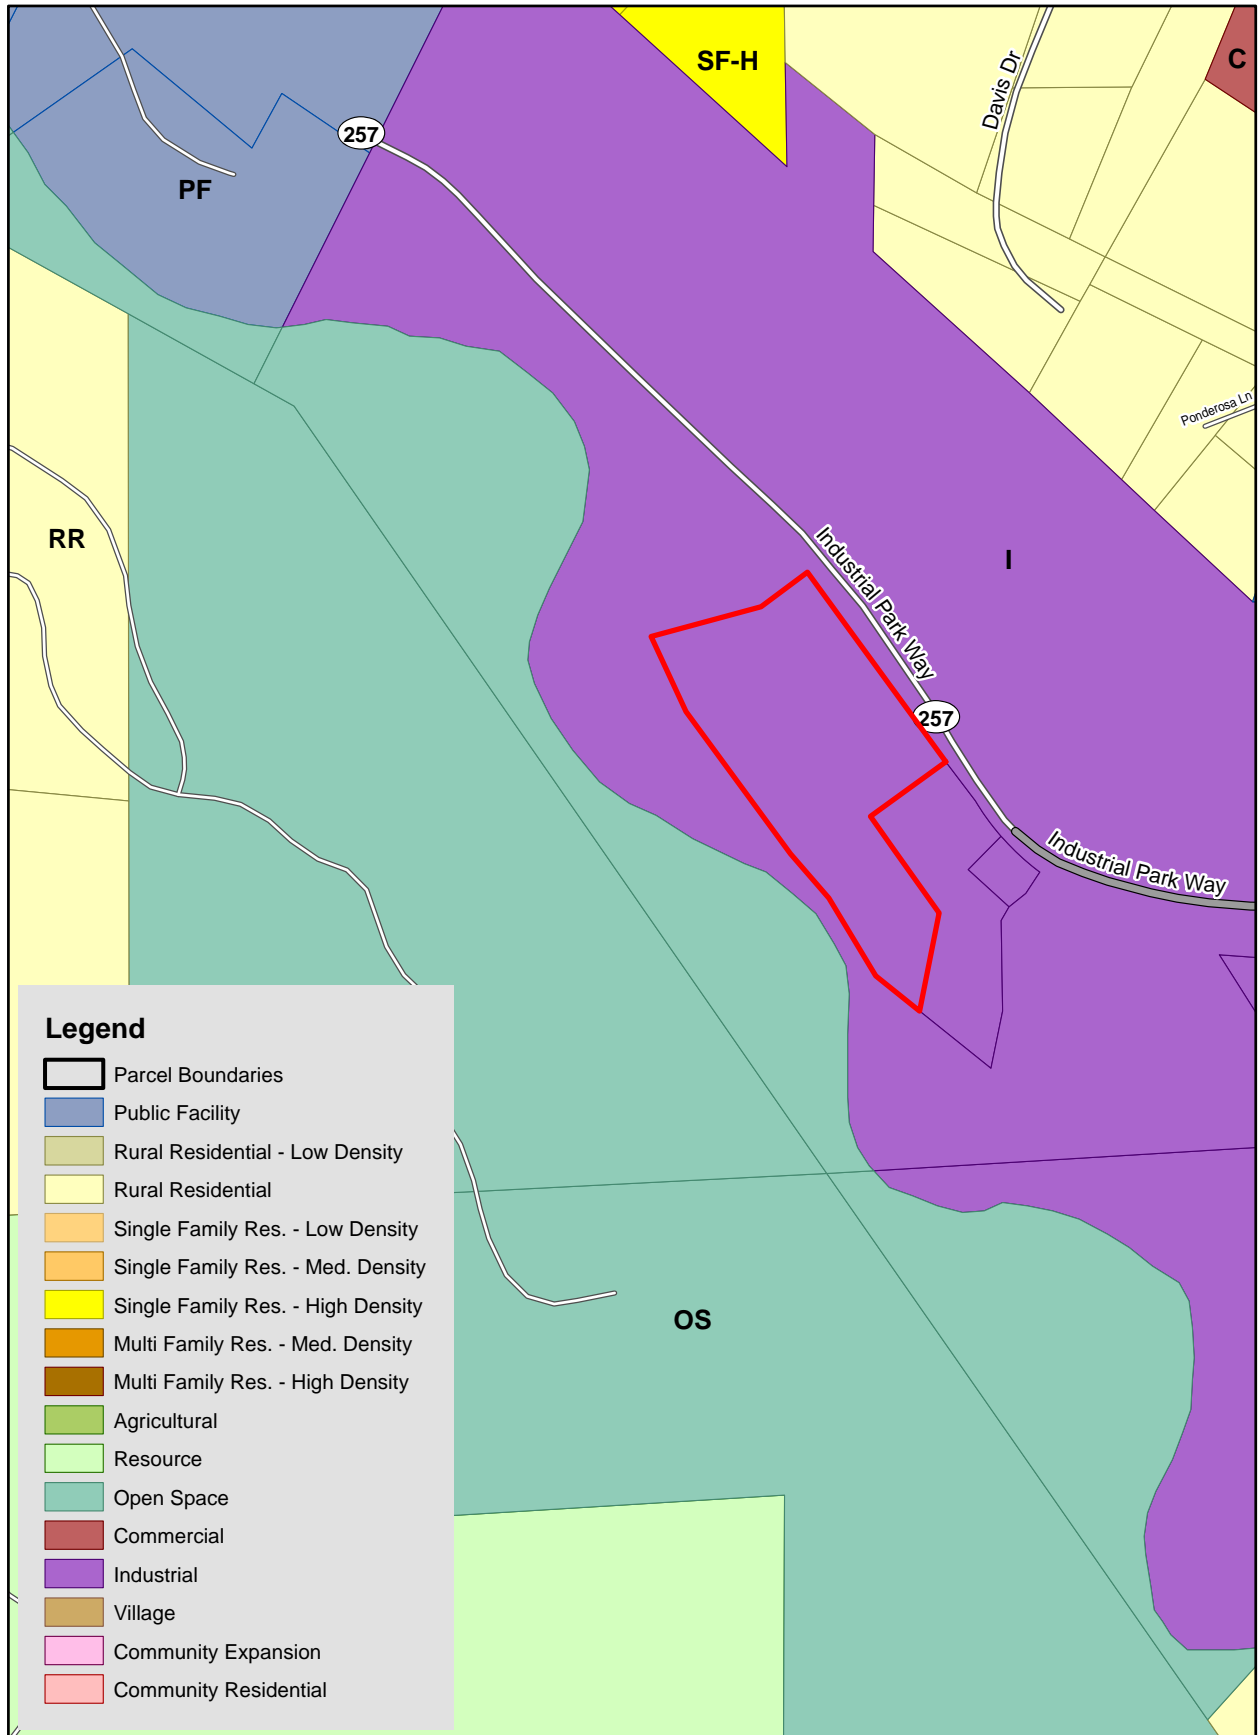 SF-H
C
Davis Dr
257
PF
Ponderosa Ln
RR
I
Industrial Park Way
257
Industrial Park Way
OS
Legend
Parcel Boundaries
Public Facility
Rural Residential - Low Density
Rural Residential
Single Family Res. - Low Density
Single Family Res. - Med. Density
Single Family Res. - High Density
Multi Family Res. - Med. Density
Multi Family Res. - High Density
Agricultural
Resource
Open Space
Commercial
Industrial
Village
Community Expansion
Community Residential